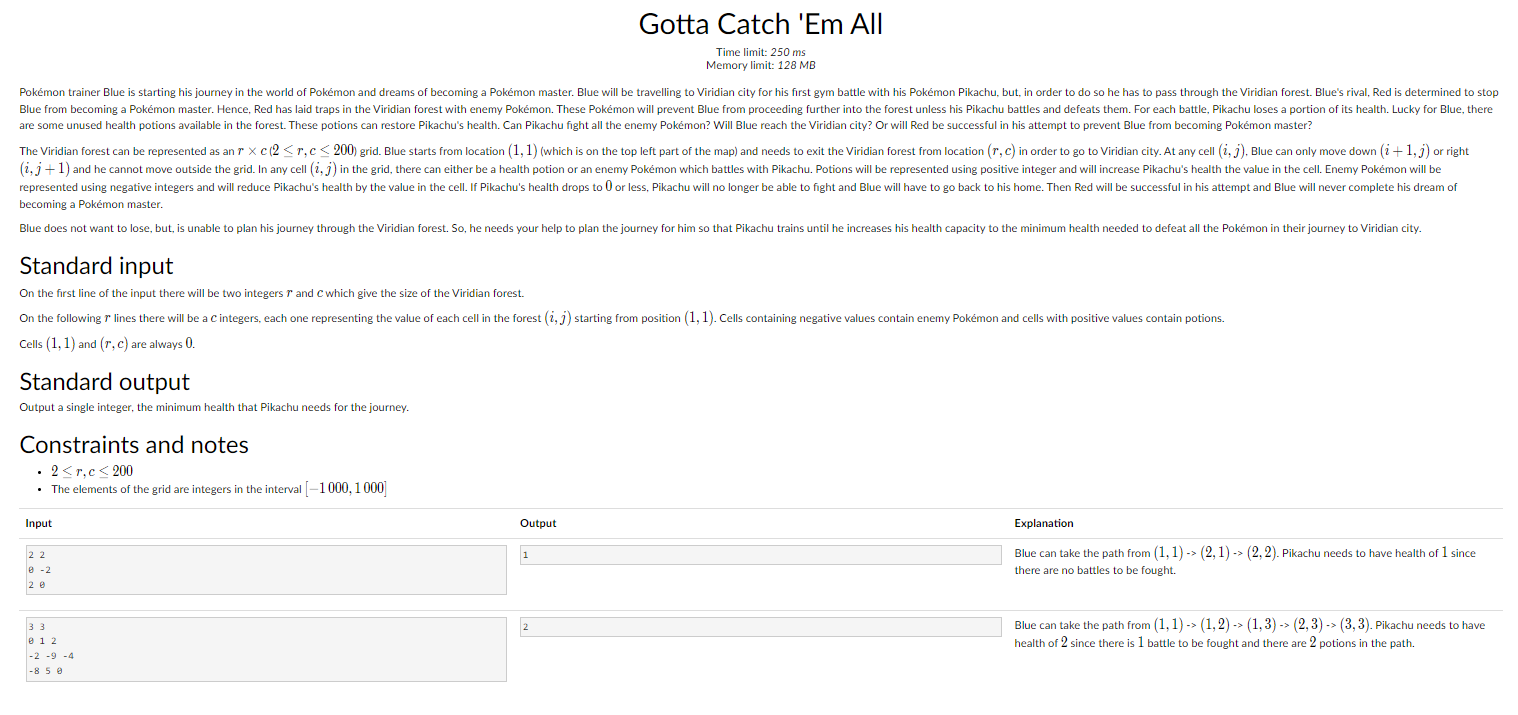 Gotta Catch 'Em All
Time limit: 250 ms
Memory limit: 128 MB
Pokémon trainer Blue is starting his journey in the world of Pokémon and dreams of becoming a Pokémon master. Blue will be travelling to Viridian city for his first gym battle with his Pokémon Pikachu, but, in order to do so he has to pass through the Viridian forest. Blue's rival, Red is determined to stop
Blue from becoming a Pokémon master. Hence, Red has laid traps in the Viridian forest with enemy Pokémon. These Pokémon will prevent Blue from proceeding further into the forest unless his Pikachu battles and defeats them. For each battle, Pikachu loses a portion of its health. Lucky for Blue, there
are some unused health potions available in the forest. These potions can restore Pikachu's health. Can Pikachu fight all the enemy Pokémon? Will Blue reach the Viridian city? Or will Red be successful in his attempt to prevent Blue from becoming Pokémon master?
The Viridian forest can be represented as an r × c (2 ≤ r, c ≤ 200) grid. Blue starts from location (1, 1) (which is on the top left part of the map) and needs to exit the Viridian forest from location (r, c) in order to go to Viridian city. At any cell (i, j), Blue can only move down (i + 1, j) or right
(i, j + 1) and he cannot move outside the grid. In any cell (i, j) in the grid, there can either be a health potion or an enemy Pokémon which battles with Pikachu. Potions will be represented using positive integer and will increase Pikachu's health the value in the cell. Enemy Pokémon will be
represented using negative integers and will reduce Pikachu's health by the value in the cell. If Pikachu's health drops to 0 or less, Pikachu will no longer be able to fight and Blue will have to go back to his home. Then Red will be successful in his attempt and Blue will never complete his dream of
becoming a Pokémon master.
Blue does not want to lose, but, is unable to plan his journey through the Viridian forest. So, he needs your help to plan the journey for him so that Pikachu trains until he increases his health capacity to the minimum health needed to defeat all the Pokémon in their journey to Viridian city.
Standard input
On the first line of the input there will be two integers r and c which give the size of the Viridian forest.
On the following r lines there will be a c integers, each one representing the value of each cell in the forest (i, j) starting from position (1, 1). Cells containing negative values contain enemy Pokémon and cells with positive values contain potions.
Cells (1, 1) and (r, c) are always 0.
Standard output
Output a single integer, the minimum health that Pikachu needs for the journey.
Constraints and notes
• 2 ≤ r, c ≤ 200
• The elements of the grid are integers in the interval [−1 000, 1 000]
Input Output Explanation
2 2
0 -2
2 0
1
Blue can take the path from (1, 1) -> (2, 1) -> (2, 2). Pikachu needs to have health of 1 since
there are no battles to be fought.
3 3
0 1 2
-2 -9 -4
-8 5 0
2
Blue can take the path from (1, 1) -> (1, 2) -> (1, 3) -> (2, 3) -> (3, 3). Pikachu needs to have
health of 2 since there is 1 battle to be fought and there are 2 potions in the path.